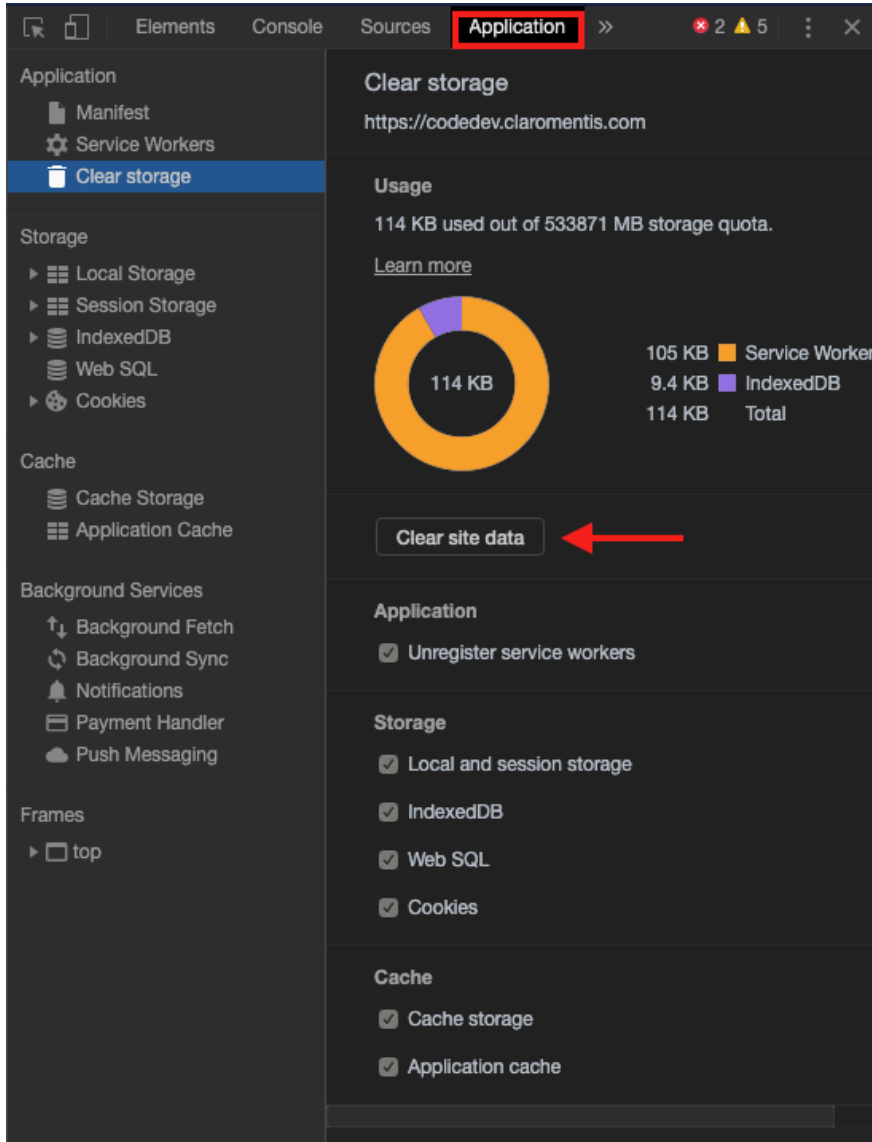 Elements Console Sources Application » 2 5
Application
Manifest
Service Workers
Clear storage
Storage
Local Storage
Session Storage
IndexedDB
Web SQL
Cookies
Cache
Cache Storage
Application Cache
Background Services
Background Fetch
Background Sync
Notifications
Payment Handler
Push Messaging
Frames
top
Clear storage
https://codedev.claromentis.com
Usage
114 KB used out of 533871 MB storage quota.
Learn more
114 KB
105 KB Service Worker
9.4 KB IndexedDB
114 KB Total
Clear site data
Application
Unregister service workers
Storage
Local and session storage
IndexedDB
Web SQL
Cookies
Cache
Cache storage
Application cache